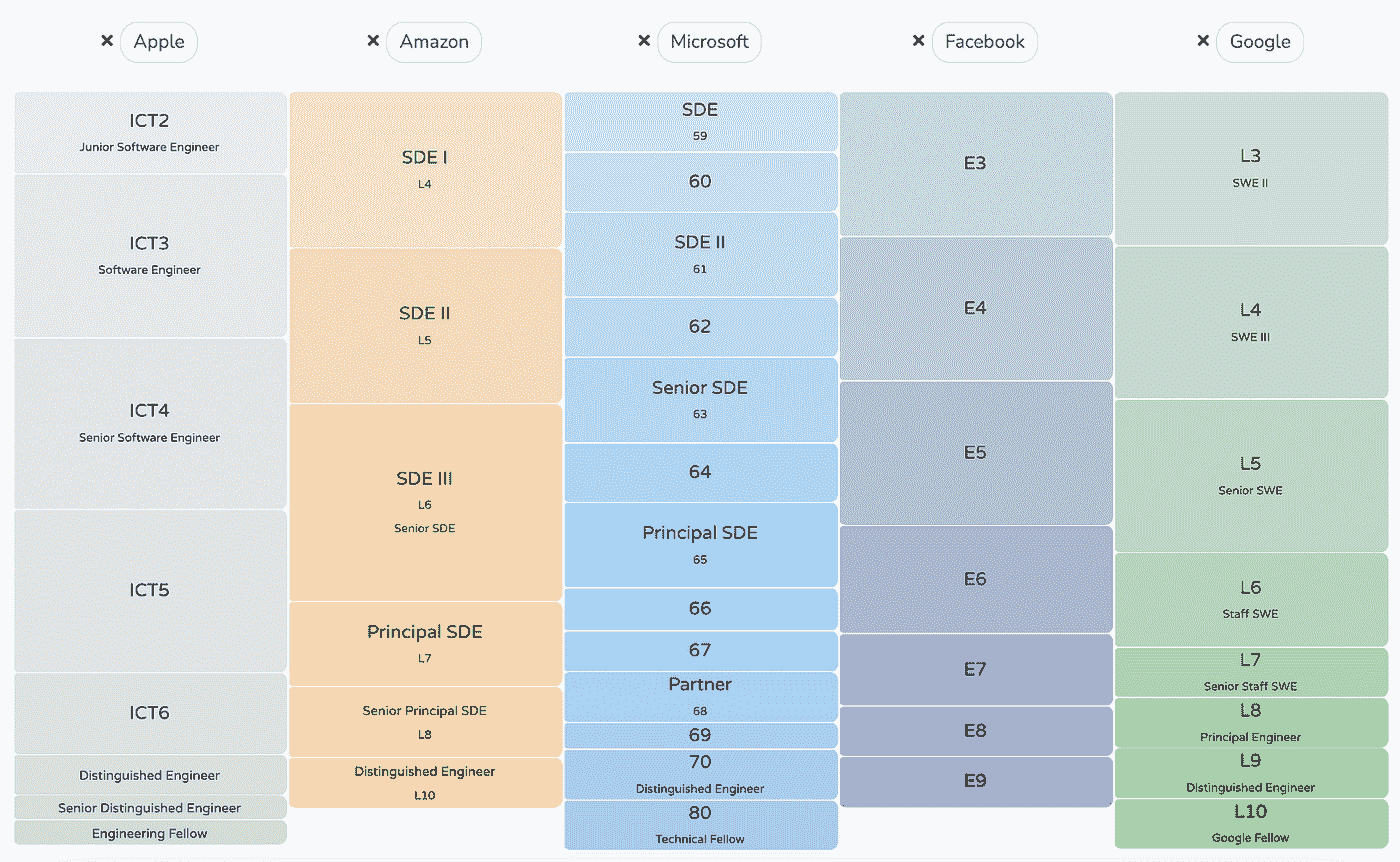 × Apple
× Amazon
× Microsoft
× Facebook
× Google
ICT2
Junior Software Engineer
ICT3
Software Engineer
ICT4
Senior Software Engineer
ICT5
ICT6
Distinguished Engineer
Senior Distinguished Engineer
Engineering Fellow
SDE I
L4
SDE II
L5
SDE III
L6
Senior SDE
Principal SDE
L7
Senior Principal SDE
L8
Distinguished Engineer
L10
SDE
59
60
SDE II
61
62
Senior SDE
63
64
Principal SDE
65
66
67
Partner
68
69
70
Distinguished Engineer
80
Technical Fellow
E3
E4
E5
E6
E7
E8
E9
L3
SWE II
L4
SWE III
L5
Senior SWE
L6
Staff SWE
L7
Senior Staff SWE
L8
Principal Engineer
L9
Distinguished Engineer
L10
Google Fellow